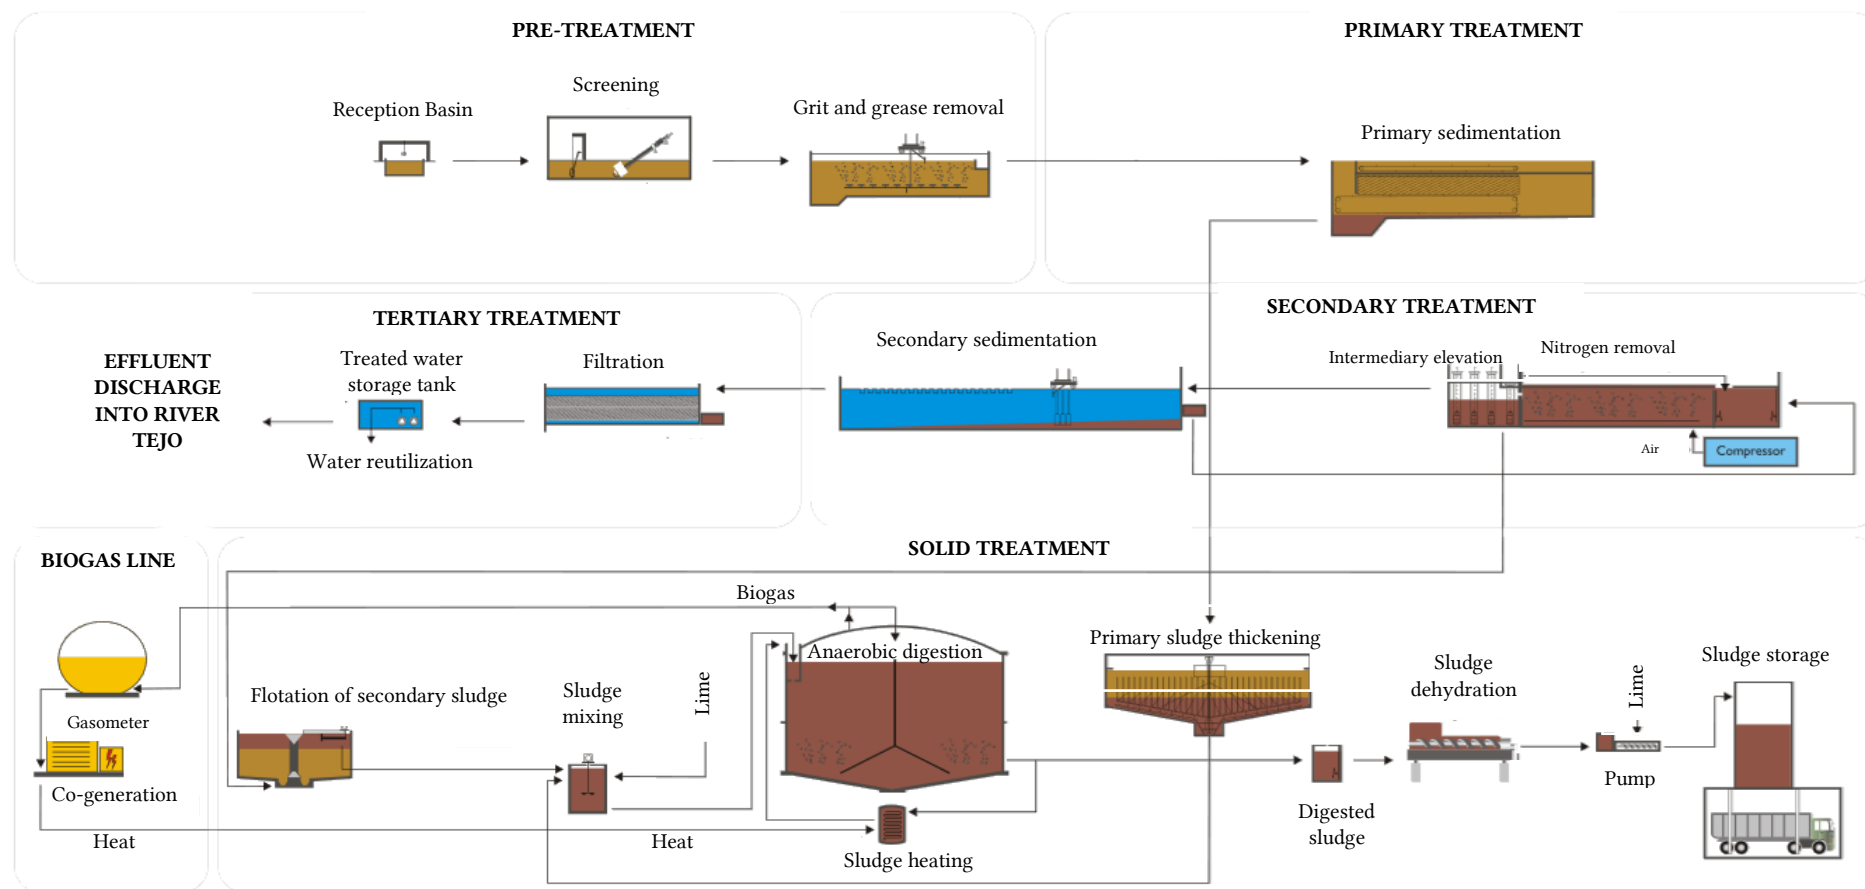 PRE-TREATMENT
PRIMARY TREATMENT
Screening
Reception Basin
Grit and grease removal
Primary sedimentation
TERTIARY TREATMENT
SECONDARY TREATMENT
EFFLUENT
DISCHARGE
INTO RIVER
TEJO
Treated water
storage tank
Filtration
Water reutilization
Secondary sedimentation
Intermediary elevation
Nitrogen removal
Air
Compressor
BIOGAS LINE
SOLID TREATMENT
Biogas
Gasometer
Co-generation
Heat
Flotation of secondary sludge
Sludge
mixing
Lime
Anaerobic digestion
Heat
Sludge heating
Primary sludge thickening
Digested
sludge
Sludge
dehydration
Lime
Pump
Sludge storage